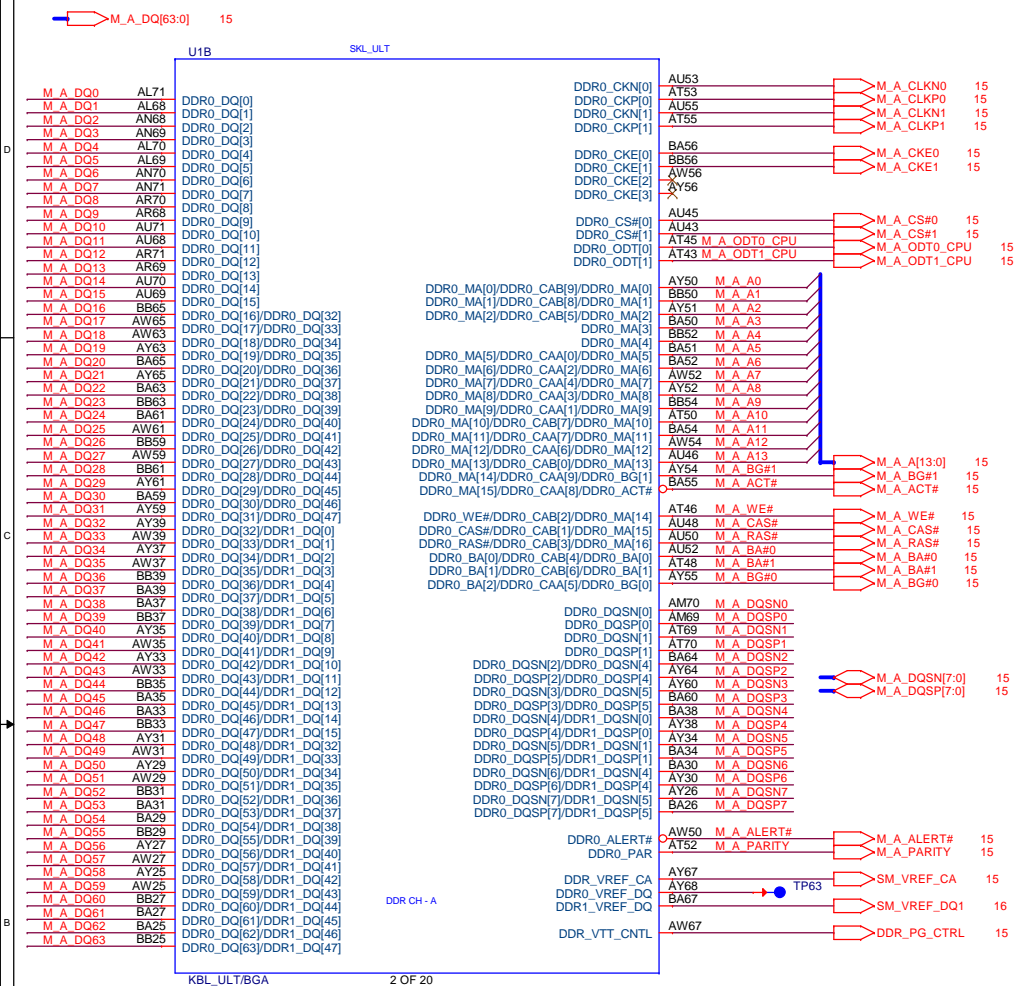 M_A_DQ[63:0] 15
U1B SKL_ULT
M_A_DQ0 AL71 DDR0_DQ[0]
M_A_DQ1 AL68 DDR0_DQ[1]
M_A_DQ2 AN68 DDR0_DQ[2]
M_A_DQ3 AN69 DDR0_DQ[3]
M_A_DQ4 AL70 DDR0_DQ[4]
M_A_DQ5 AL69 DDR0_DQ[5]
M_A_DQ6 AN70 DDR0_DQ[6]
M_A_DQ7 AN71 DDR0_DQ[7]
M_A_DQ8 AR70 DDR0_DQ[8]
M_A_DQ9 AR68 DDR0_DQ[9]
M_A_DQ10 AU71 DDR0_DQ[10]
M_A_DQ11 AU68 DDR0_DQ[11]
M_A_DQ12 AR71 DDR0_DQ[12]
M_A_DQ13 AR69 DDR0_DQ[13]
M_A_DQ14 AU70 DDR0_DQ[14]
M_A_DQ15 AU69 DDR0_DQ[15]
M_A_DQ16 BB65 DDR0_DQ[16]/DDR0_DQ[32]
M_A_DQ17 AW65 DDR0_DQ[17]/DDR0_DQ[33]
M_A_DQ18 AW63 DDR0_DQ[18]/DDR0_DQ[34]
M_A_DQ19 AY63 DDR0_DQ[19]/DDR0_DQ[35]
M_A_DQ20 BA65 DDR0_DQ[20]/DDR0_DQ[36]
M_A_DQ21 AY65 DDR0_DQ[21]/DDR0_DQ[37]
M_A_DQ22 BA63 DDR0_DQ[22]/DDR0_DQ[38]
M_A_DQ23 BB63 DDR0_DQ[23]/DDR0_DQ[39]
M_A_DQ24 BA61 DDR0_DQ[24]/DDR0_DQ[40]
M_A_DQ25 AW61 DDR0_DQ[25]/DDR0_DQ[41]
M_A_DQ26 BB59 DDR0_DQ[26]/DDR0_DQ[42]
M_A_DQ27 AW59 DDR0_DQ[27]/DDR0_DQ[43]
M_A_DQ28 BB61 DDR0_DQ[28]/DDR0_DQ[44]
M_A_DQ29 AY61 DDR0_DQ[29]/DDR0_DQ[45]
M_A_DQ30 BA59 DDR0_DQ[30]/DDR0_DQ[46]
M_A_DQ31 AY59 DDR0_DQ[31]/DDR0_DQ[47]
M_A_DQ32 AY39 DDR0_DQ[32]/DDR1_DQ[0]
M_A_DQ33 AW39 DDR0_DQ[33]/DDR1_DQ[1]
M_A_DQ34 AY37 DDR0_DQ[34]/DDR1_DQ[2]
M_A_DQ35 AW37 DDR0_DQ[35]/DDR1_DQ[3]
M_A_DQ36 BB39 DDR0_DQ[36]/DDR1_DQ[4]
M_A_DQ37 BA39 DDR0_DQ[37]/DDR1_DQ[5]
M_A_DQ38 BA37 DDR0_DQ[38]/DDR1_DQ[6]
M_A_DQ39 BB37 DDR0_DQ[39]/DDR1_DQ[7]
M_A_DQ40 AY35 DDR0_DQ[40]/DDR1_DQ[8]
M_A_DQ41 AW35 DDR0_DQ[41]/DDR1_DQ[9]
M_A_DQ42 AY33 DDR0_DQ[42]/DDR1_DQ[10]
M_A_DQ43 AW33 DDR0_DQ[43]/DDR1_DQ[11]
M_A_DQ44 BB35 DDR0_DQ[44]/DDR1_DQ[12]
M_A_DQ45 BA35 DDR0_DQ[45]/DDR1_DQ[13]
M_A_DQ46 BA33 DDR0_DQ[46]/DDR1_DQ[14]
M_A_DQ47 BB33 DDR0_DQ[47]/DDR1_DQ[15]
M_A_DQ48 AY31 DDR0_DQ[48]/DDR1_DQ[32]
M_A_DQ49 AW31 DDR0_DQ[49]/DDR1_DQ[33]
M_A_DQ50 AY29 DDR0_DQ[50]/DDR1_DQ[34]
M_A_DQ51 AW29 DDR0_DQ[51]/DDR1_DQ[35]
M_A_DQ52 BB31 DDR0_DQ[52]/DDR1_DQ[36]
M_A_DQ53 BA31 DDR0_DQ[53]/DDR1_DQ[37]
M_A_DQ54 BA29 DDR0_DQ[54]/DDR1_DQ[38]
M_A_DQ55 BB29 DDR0_DQ[55]/DDR1_DQ[39]
M_A_DQ56 AY27 DDR0_DQ[56]/DDR1_DQ[40]
M_A_DQ57 AW27 DDR0_DQ[57]/DDR1_DQ[41]
M_A_DQ58 AY25 DDR0_DQ[58]/DDR1_DQ[42]
M_A_DQ59 AW25 DDR0_DQ[59]/DDR1_DQ[43]
M_A_DQ60 BB27 DDR0_DQ[60]/DDR1_DQ[44]
M_A_DQ61 BA27 DDR0_DQ[61]/DDR1_DQ[45]
M_A_DQ62 BA25 DDR0_DQ[62]/DDR1_DQ[46]
M_A_DQ63 BB25 DDR0_DQ[63]/DDR1_DQ[47]
DDR0_CKN[0] AU53 M_A_CLKN0 15
DDR0_CKP[0] AT53 M_A_CLKP0 15
DDR0_CKN[1] AU55 M_A_CLKN1 15
DDR0_CKP[1] AT55 M_A_CLKP1 15
DDR0_CKE[0] BA56 M_A_CKE0 15
DDR0_CKE[1] BB56 M_A_CKE1 15
DDR0_CKE[2] AW56
DDR0_CKE[3] AY56
DDR0_CS#[0] AU45 M_A_CS#0 15
DDR0_CS#[1] AU43 M_A_CS#1 15
DDR0_ODT[0] AT45 M_A_ODT0_CPU M_A_ODT0_CPU 15
DDR0_ODT[1] AT43 M_A_ODT1_CPU M_A_ODT1_CPU 15
DDR0_MA[0]/DDR0_CAB[9]/DDR0_MA[0] AY50 M_A_A0
DDR0_MA[1]/DDR0_CAB[8]/DDR0_MA[1] BB50 M_A_A1
DDR0_MA[2]/DDR0_CAB[5]/DDR0_MA[2] AY51 M_A_A2
DDR0_MA[3] BA50 M_A_A3
DDR0_MA[4] BB52 M_A_A4
DDR0_MA[5]/DDR0_CAA[0]/DDR0_MA[5] BA51 M_A_A5
DDR0_MA[6]/DDR0_CAA[2]/DDR0_MA[6] BA52 M_A_A6
DDR0_MA[7]/DDR0_CAA[4]/DDR0_MA[7] AW52 M_A_A7
DDR0_MA[8]/DDR0_CAA[3]/DDR0_MA[8] AY52 M_A_A8
DDR0_MA[9]/DDR0_CAA[1]/DDR0_MA[9] BB54 M_A_A9
DDR0_MA[10]/DDR0_CAB[7]/DDR0_MA[10] AT50 M_A_A10
DDR0_MA[11]/DDR0_CAA[7]/DDR0_MA[11] BA54 M_A_A11
DDR0_MA[12]/DDR0_CAA[6]/DDR0_MA[12] AW54 M_A_A12
DDR0_MA[13]/DDR0_CAB[0]/DDR0_MA[13] AU46 M_A_A13 M_A_A[13:0] 15
DDR0_MA[14]/DDR0_CAA[9]/DDR0_BG[1] AY54 M_A_BG#1 15
DDR0_MA[15]/DDR0_CAA[8]/DDR0_ACT# BA55 M_A_ACT# 15
DDR0_WE#/DDR0_CAB[2]/DDR0_MA[14] AT46 M_A_WE# 15
DDR0_CAS#/DDR0_CAB[1]/DDR0_MA[15] AU48 M_A_CAS# 15
DDR0_RAS#/DDR0_CAB[3]/DDR0_MA[16] AU50 M_A_RAS# 15
DDR0_BA[0]/DDR0_CAB[4]/DDR0_BA[0] AU52 M_A_BA#0 15
DDR0_BA[1]/DDR0_CAB[6]/DDR0_BA[1] AT48 M_A_BA#1 15
DDR0_BA[2]/DDR0_CAA[5]/DDR0_BG[0] AY55 M_A_BG#0 15
DDR0_DQSN[0] AM70 M_A_DQSN0
DDR0_DQSP[0] AM69 M_A_DQSP0
DDR0_DQSN[1] AT69 M_A_DQSN1
DDR0_DQSP[1] AT70 M_A_DQSP1
DDR0_DQSN[2]/DDR0_DQSN[4] BA64 M_A_DQSN2
DDR0_DQSP[2]/DDR0_DQSP[4] AY64 M_A_DQSP2 M_A_DQSN[7:0] 15
DDR0_DQSN[3]/DDR0_DQSN[5] AY60 M_A_DQSN3 M_A_DQSP[7:0] 15
DDR0_DQSP[3]/DDR0_DQSP[5] BA60 M_A_DQSP3
DDR0_DQSN[4]/DDR1_DQSN[0] BA38 M_A_DQSN4
DDR0_DQSP[4]/DDR1_DQSP[0] AY38 M_A_DQSP4
DDR0_DQSN[5]/DDR1_DQSN[1] AY34 M_A_DQSN5
DDR0_DQSP[5]/DDR1_DQSP[1] BA34 M_A_DQSP5
DDR0_DQSN[6]/DDR1_DQSN[4] BA30 M_A_DQSN6
DDR0_DQSP[6]/DDR1_DQSP[4] AY30 M_A_DQSP6
DDR0_DQSN[7]/DDR1_DQSN[5] AY26 M_A_DQSN7
DDR0_DQSP[7]/DDR1_DQSP[5] BA26 M_A_DQSP7
DDR0_ALERT# AW50 M_A_ALERT# M_A_ALERT# 15
DDR0_PAR AT52 M_A_PARITY M_A_PARITY 15
DDR_VREF_CA AY67 SM_VREF_CA 15
DDR0_VREF_DQ AY68 TP63
DDR1_VREF_DQ BA67 SM_VREF_DQ1 16
DDR_VTT_CNTL AW67 DDR_PG_CTRL 15
DDR CH - A
KBL_ULT/BGA 2 OF 20
D
C
B